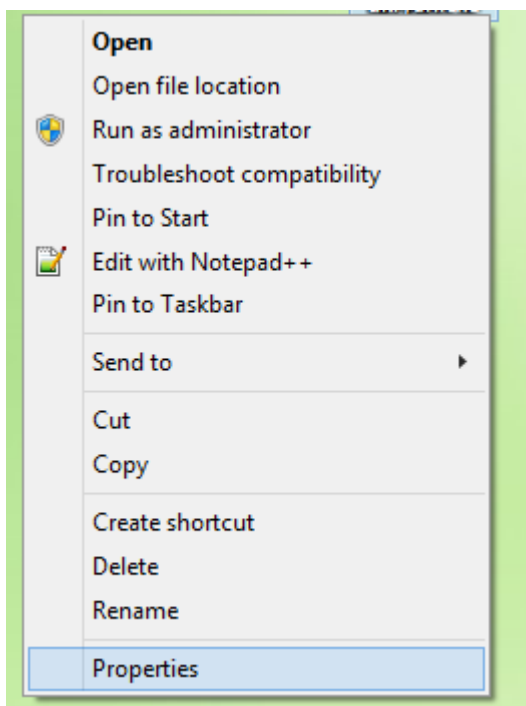 Open
Open file location
Run as administrator
Troubleshoot compatibility
Pin to Start
Edit with Notepad++
Pin to Taskbar
Send to
Cut
Copy
Create shortcut
Delete
Rename
Properties